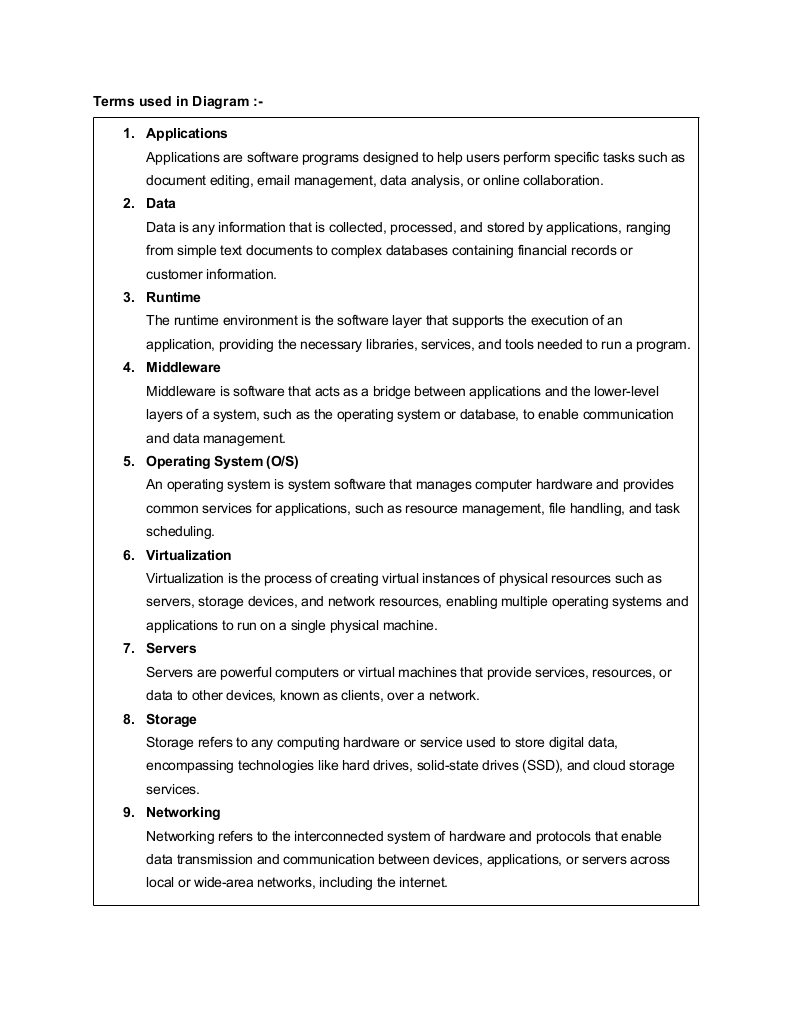 Terms used in Diagram :-
1. Applications
Applications are software programs designed to help users perform specific tasks such as
document editing, email management, data analysis, or online collaboration.
2. Data
Data is any information that is collected, processed, and stored by applications, ranging
from simple text documents to complex databases containing financial records or
customer information.
3. Runtime
The runtime environment is the software layer that supports the execution of an
application, providing the necessary libraries, services, and tools needed to run a program.
4. Middleware
Middleware is software that acts as a bridge between applications and the lower-level
layers of a system, such as the operating system or database, to enable communication
and data management.
5. Operating System (O/S)
An operating system is system software that manages computer hardware and provides
common services for applications, such as resource management, file handling, and task
scheduling.
6. Virtualization
Virtualization is the process of creating virtual instances of physical resources such as
servers, storage devices, and network resources, enabling multiple operating systems and
applications to run on a single physical machine.
7. Servers
Servers are powerful computers or virtual machines that provide services, resources, or
data to other devices, known as clients, over a network.
8. Storage
Storage refers to any computing hardware or service used to store digital data,
encompassing technologies like hard drives, solid-state drives (SSD), and cloud storage
services.
9. Networking
Networking refers to the interconnected system of hardware and protocols that enable
data transmission and communication between devices, applications, or servers across
local or wide-area networks, including the internet.